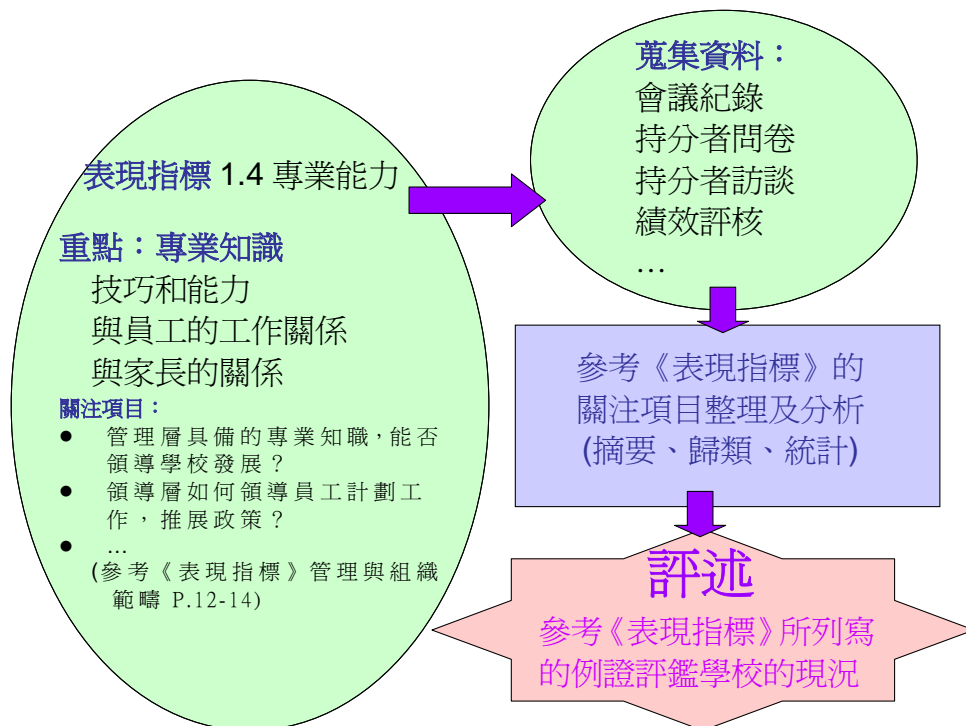 表現指標 1.4 專業能力
重點：專業知識
技巧和能力
與員工的工作關係
與家長的關係
關注項目：
● 管理層具備的專業知職，能否
領導學校發展？
● 領導層如何領導員工計劃工
作，推展政策？
● …
(參考《表現指標》管理與組織
範疇 P.12-14)
蒐集資料：
會議紀錄
持分者問卷
持分者訪談
績效評核
…
參考《表現指標》的
關注項目整理及分析
(摘要、歸類、統計)
評述
參考《表現指標》所列寫
的例證評鑑學校的現況